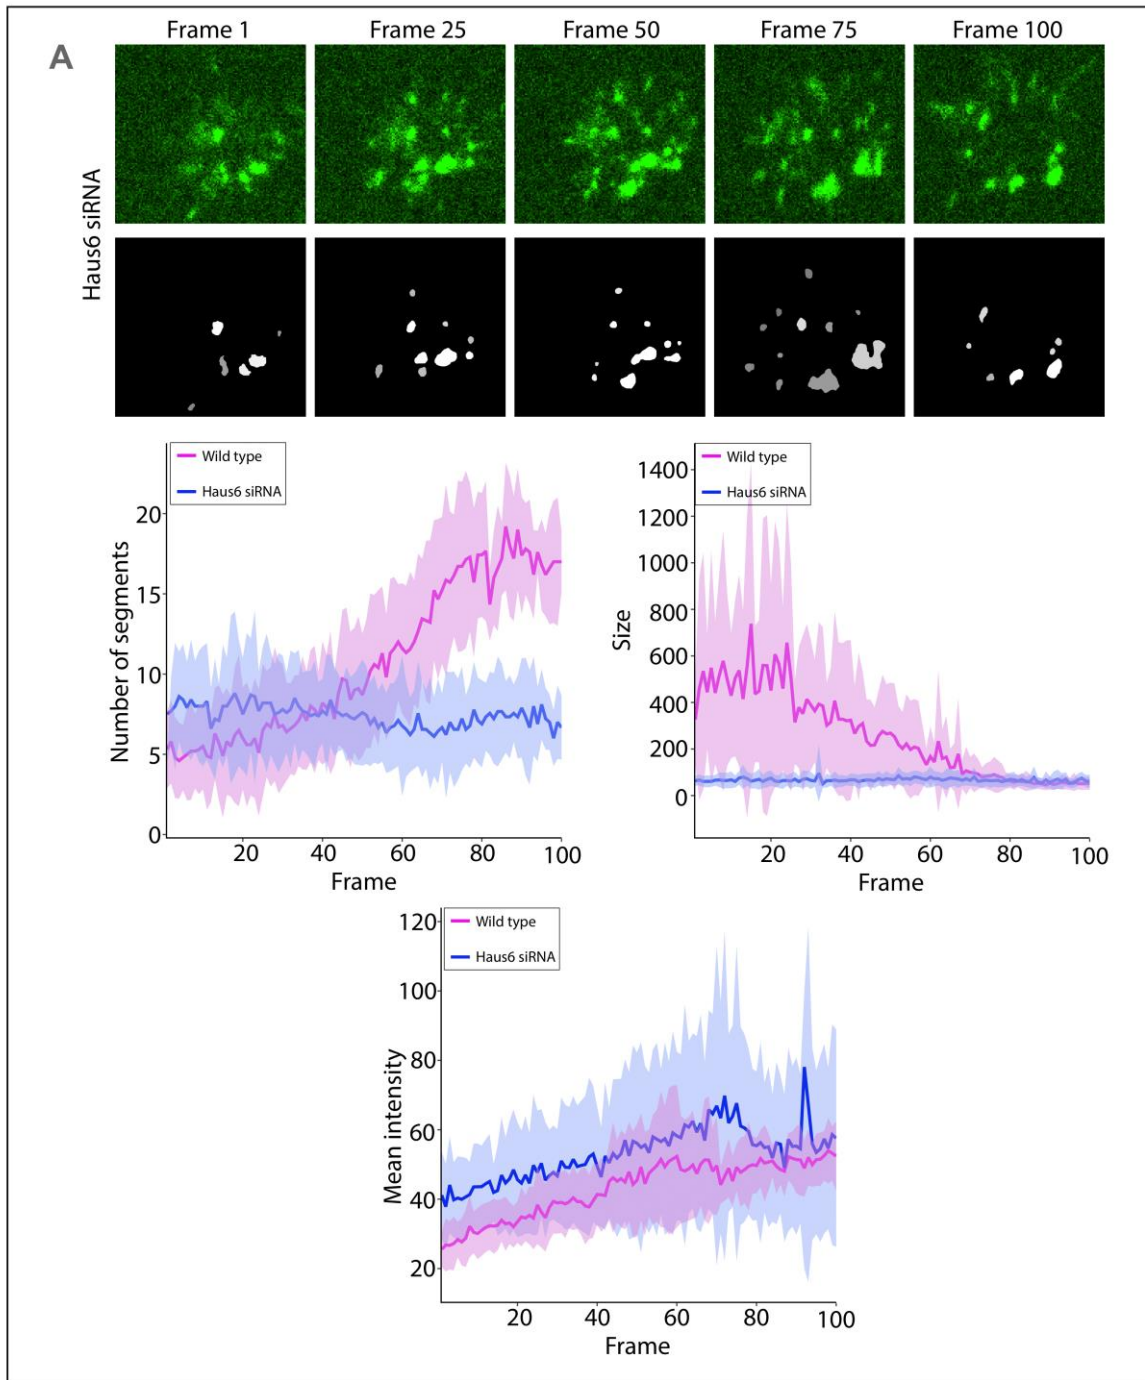 A
Frame 1 Frame 25 Frame 50 Frame 75 Frame 100
Haus6 siRNA
Wild type
Haus6 siRNA
Number of segments
20
15
10
5
0
20 40 60 80 100
Frame
Wild type
Haus6 siRNA
Size
1400
1200
1000
800
600
400
200
0
20 40 60 80 100
Frame
Wild type
Haus6 siRNA
Mean intensity
120
100
80
60
40
20
20 40 60 80 100
Frame